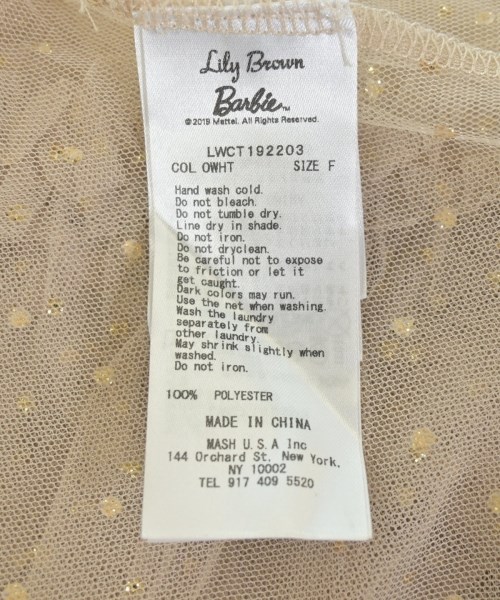 Lily Brown
Barbie™
©2019 Mattel. All Rights Reserved.
LWCT192203
COL OWHT SIZE F
Hand wash cold.
Do not bleach.
Do not tumble dry.
Line dry in shade.
Do not iron.
Do not dryclean.
Be careful not to expose
to friction or let it
get caught.
Dark colors may run.
Use the net when washing.
Wash the laundry
separately from
other laundry.
May shrink slightly when
washed.
Do not iron.
100% POLYESTER
MADE IN CHINA
MASH U.S.A Inc
144 Orchard St. New York,
NY 10002
TEL 917 409 5520